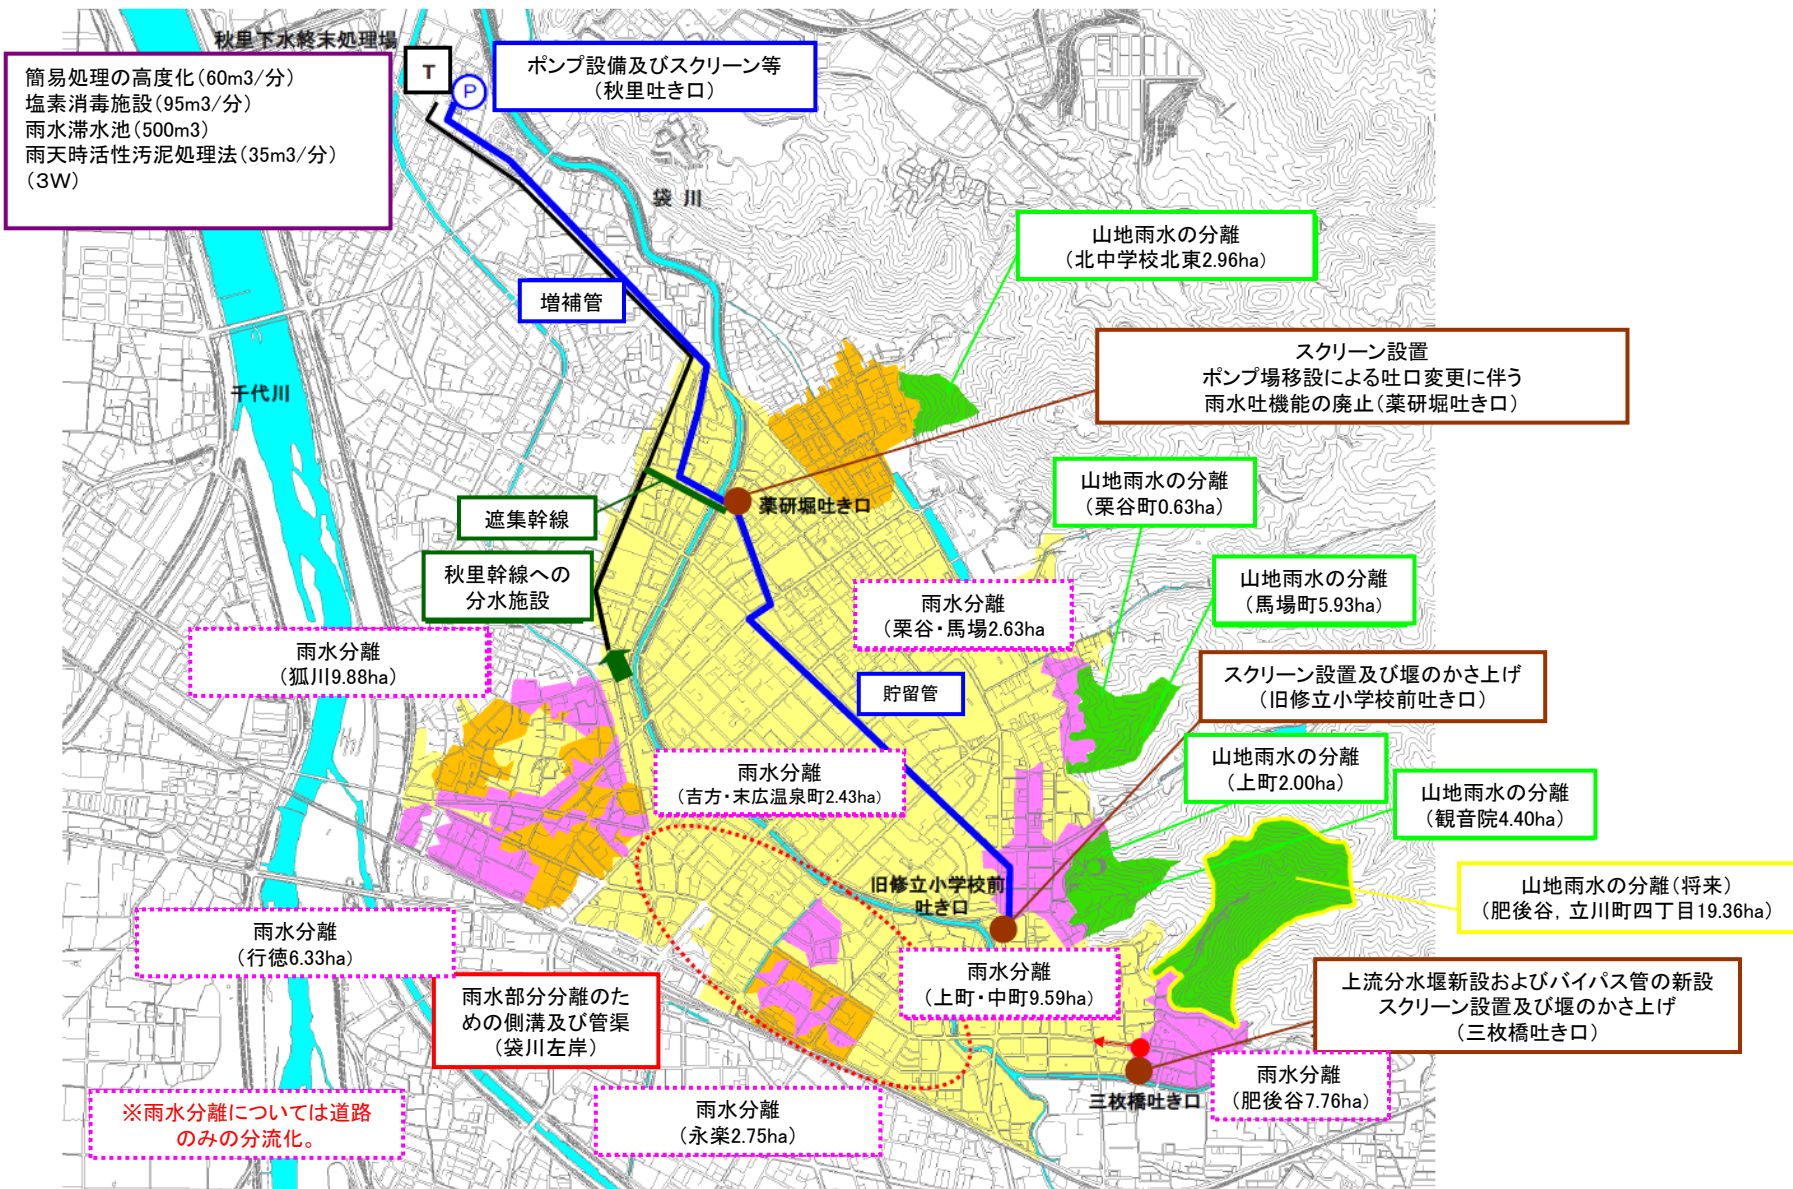 秋里下水終末処理場
簡易処理の高度化(60m3/分)
塩素消毒施設(95m3/分)
雨水滞水池(500m3)
雨天時活性汚泥処理法(35m3/分)
(3W)
T
P
ポンプ設備及びスクリーン等
(秋里吐き口)
袋 川
山地雨水の分離
(北中学校北東2.96ha)
増補管
千代川
スクリーン設置
ポンプ場移設による吐口変更に伴う
雨水吐機能の廃止(薬研堀吐き口)
山地雨水の分離
(栗谷町0.63ha)
遮集幹線
薬研堀吐き口
秋里幹線への
分水施設
山地雨水の分離
(馬場町5.93ha)
雨水分離
(栗谷・馬場2.63ha
雨水分離
(狐川9.88ha)
貯留管
スクリーン設置及び堰のかさ上げ
(旧修立小学校前吐き口)
雨水分離
(吉方・末広温泉町2.43ha)
山地雨水の分離
(上町2.00ha)
山地雨水の分離
(観音院4.40ha)
旧修立小学校前
吐き口
山地雨水の分離(将来)
(肥後谷，立川町四丁目19.36ha)
雨水分離
(行徳6.33ha)
雨水分離
(上町・中町9.59ha)
上流分水堰新設およびバイパス管の新設
スクリーン設置及び堰のかさ上げ
(三枚橋吐き口)
雨水部分分離のた
めの側溝及び管渠
(袋川左岸)
雨水分離
(肥後谷7.76ha)
三枚橋吐き口
※雨水分離については道路
のみの分流化。
雨水分離
(永楽2.75ha)